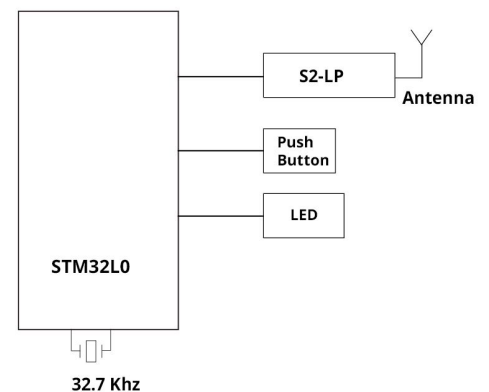 S2-LP
Antenna
Push
Button
LED
STM32L0
32.7 Khz